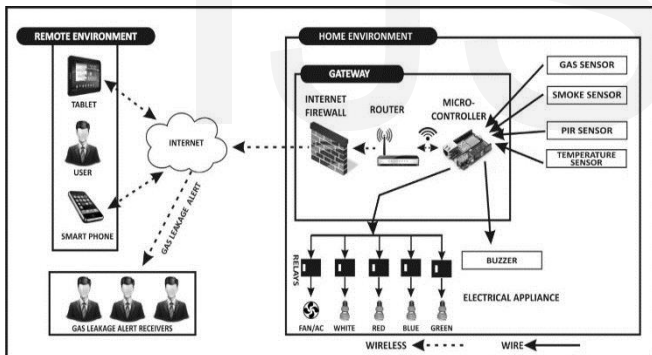 REMOTE ENVIRONMENT
TABLET
USER
SMART PHONE
INTERNET
GAS LEAKAGE ALERT
GAS LEAKAGE ALERT RECEIVERS
HOME ENVIRONMENT
GATEWAY
INTERNET
FIREWALL
ROUTER
MICRO-
CONTROLLER
GAS SENSOR
SMOKE SENSOR
PIR SENSOR
TEMPERATURE
SENSOR
RELAYS
BUZZER
ELECTRICAL APPLIANCE
FAN/AC WHITE RED BLUE GREEN
WIRELESS WIRE